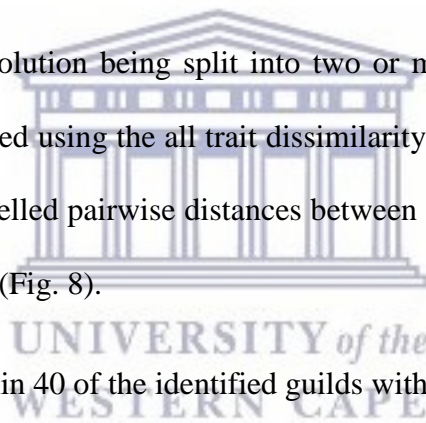 olution being split into two or m
ed using the all trait dissimilarity
elled pairwise distances between
(Fig. 8).
UNIVERSITY of the
in 40 of the identified guilds with
WESTERN CAPE